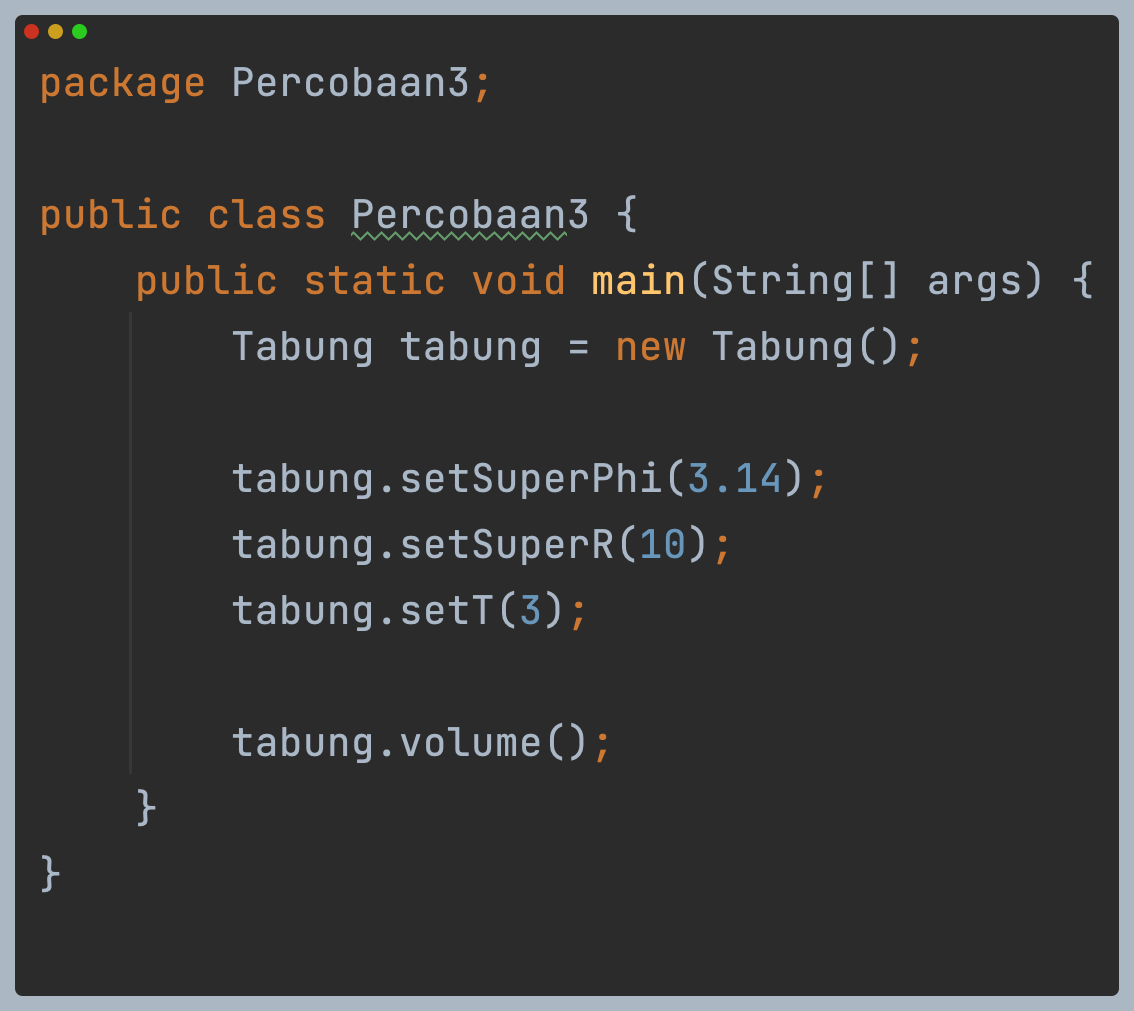 package Percobaan3;
public class Percobaan3 {
    public static void main(String[] args) {
        Tabung tabung = new Tabung();
        tabung.setSuperPhi(3.14);
        tabung.setSuperR(10);
        tabung.setT(3);
        tabung.volume();
    }
}